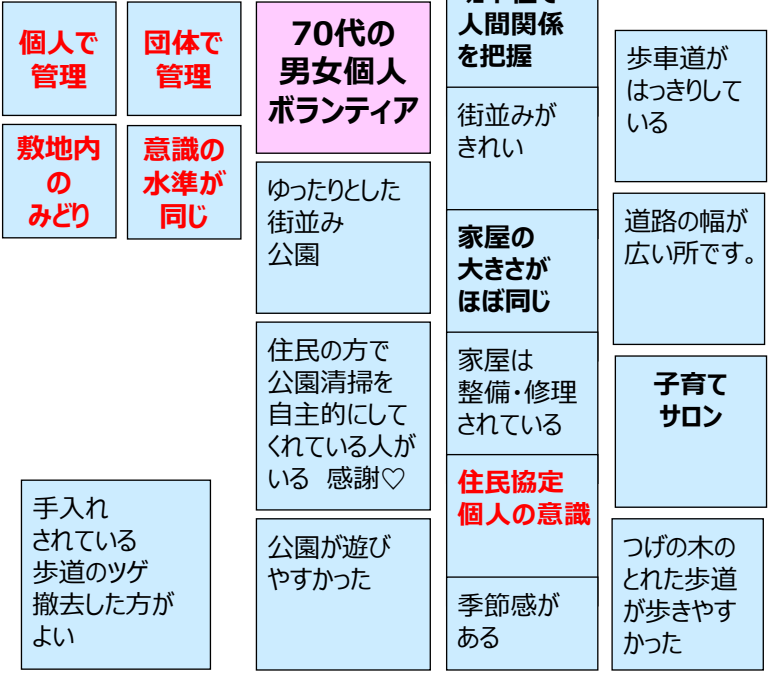 個人で
管理
団体で
管理
敷地内
の
みどり
意識の
水準が
同じ
手入れ
されている
歩道のツゲ
撤去した方が
よい
70代の
男女個人
ボランティア
ゆったりとした
街並み
公園
住民の方で
公園清掃を
自主的にして
くれている人が
いる　感謝♡
公園が遊び
やすかった
人間関係
を把握
街並みが
きれい
家屋の
大きさが
ほぼ同じ
家屋は
整備・修理
されている
住民協定
個人の意識
季節感が
ある
歩車道が
はっきりして
いる
道路の幅が
広い所です。
子育て
サロン
つげの木の
とれた歩道
が歩きやす
かった